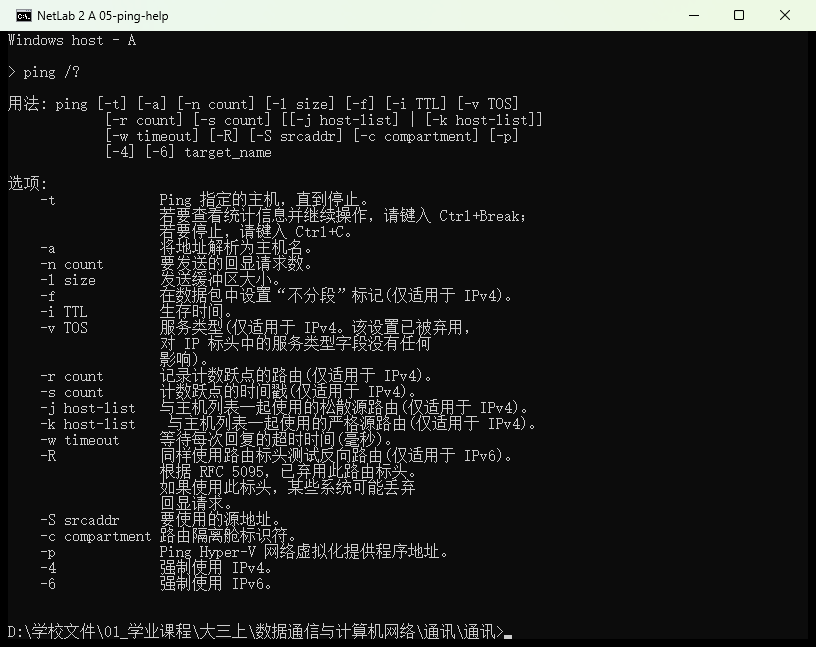 NetLab 2 A 05-ping-help
Windows host - A
> ping /?
用法: ping [-t] [-a] [-n count] [-l size] [-f] [-i TTL] [-v TOS]
[-r count] [-s count] [[-j host-list] | [-k host-list]]
[-w timeout] [-R] [-S srcaddr] [-c compartment] [-p]
[-4] [-6] target_name
选项:
-t Ping 指定的主机，直到停止。
若要查看统计信息并继续操作，请键入 Ctrl+Break；
若要停止，请键入 Ctrl+C。
-a 将地址解析为主机名。
-n count 要发送的回显请求数。
-l size 发送缓冲区大小。
-f 在数据包中设置“不分段”标记(仅适用于 IPv4)。
-i TTL 生存时间。
-v TOS 服务类型(仅适用于 IPv4。该设置已被弃用，
对 IP 标头中的服务类型字段没有任何
影响)。
-r count 记录计数跃点的路由(仅适用于 IPv4)。
-s count 计数跃点的时间戳(仅适用于 IPv4)。
-j host-list 与主机列表一起使用的松散源路由(仅适用于 IPv4)。
-k host-list 与主机列表一起使用的严格源路由(仅适用于 IPv4)。
-w timeout 等待每次回复的超时时间(毫秒)。
-R 同样使用路由标头测试反向路由(仅适用于 IPv6)。
根据 RFC 5095，已弃用此路由标头。
如果使用此标头，某些系统可能丢弃
回显请求。
-S srcaddr 要使用的源地址。
-c compartment 路由隔离舱标识符。
-p Ping Hyper-V 网络虚拟化提供程序地址。
-4 强制使用 IPv4。
-6 强制使用 IPv6。
D:\学校文件\01_学业课程\大三上\数据通信与计算机网络\通讯\通讯>